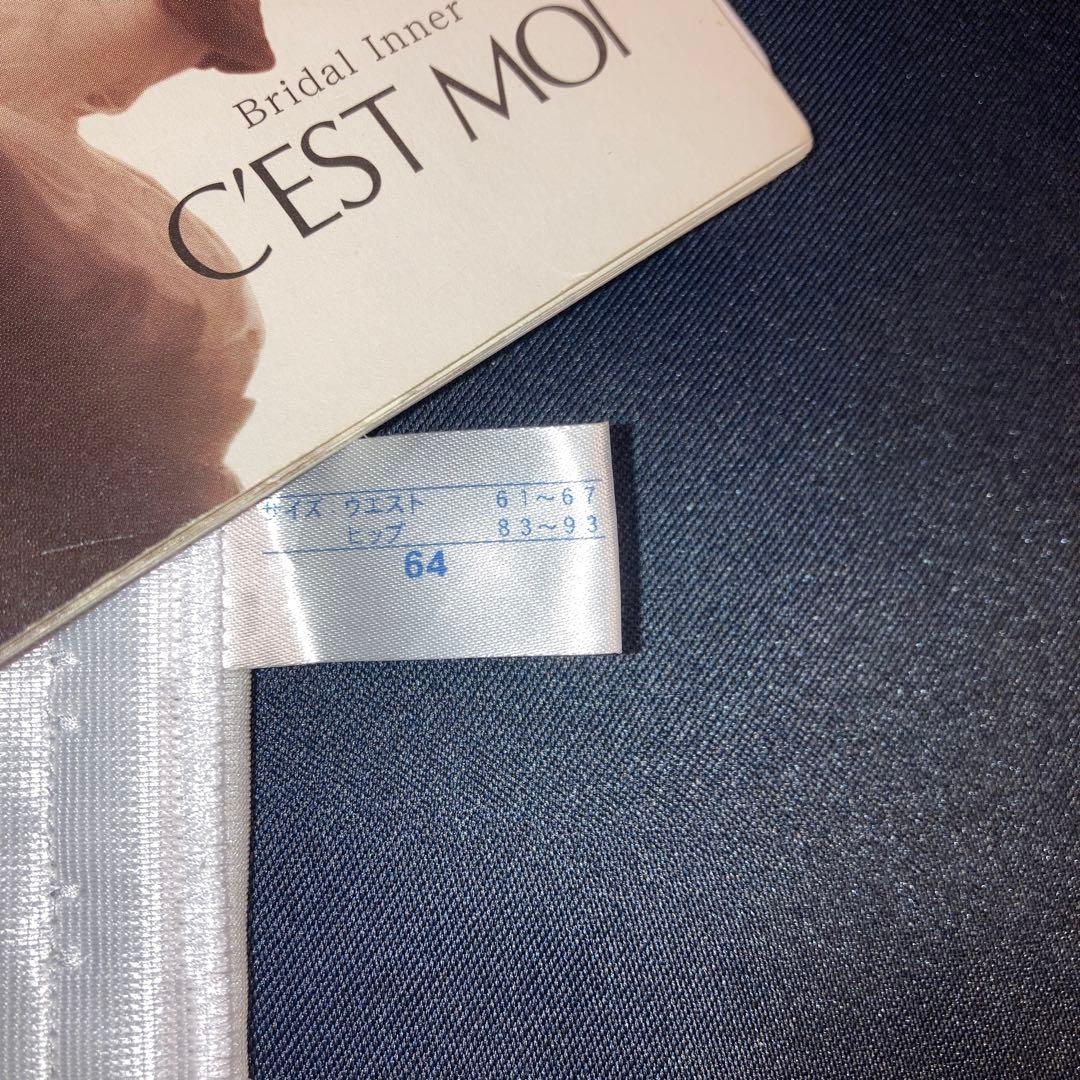 Bridal Inner
C'EST MOI
サイズ ウエスト 61~67
ヒップ 83~93
64